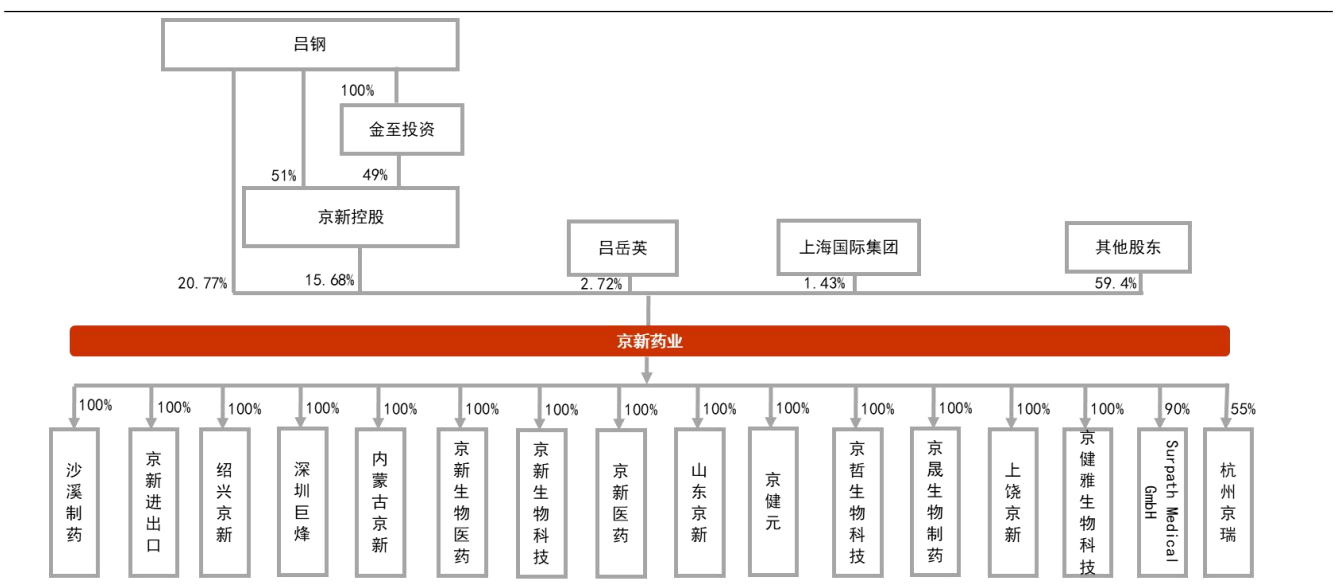 吕钢
100%
金至投资
51%
49%
京新控股
吕岳英
上海国际集团
其他股东
20.77%
15.68%
2.72%
1.43%
59.4%
京新药业
100%
100%
100%
100%
100%
100%
100%
100%
100%
100%
100%
100%
100%
100%
90%
55%
沙溪制药
京新进出口
绍兴京新
深圳巨烽
内蒙古京新
京新生物医药
京新生物科技
京新医药
山东京新
京健元
京哲生物科技
京晟生物制药
上饶京新
京健雅生物科技
Surpath Medical
GmbH
杭州京瑞